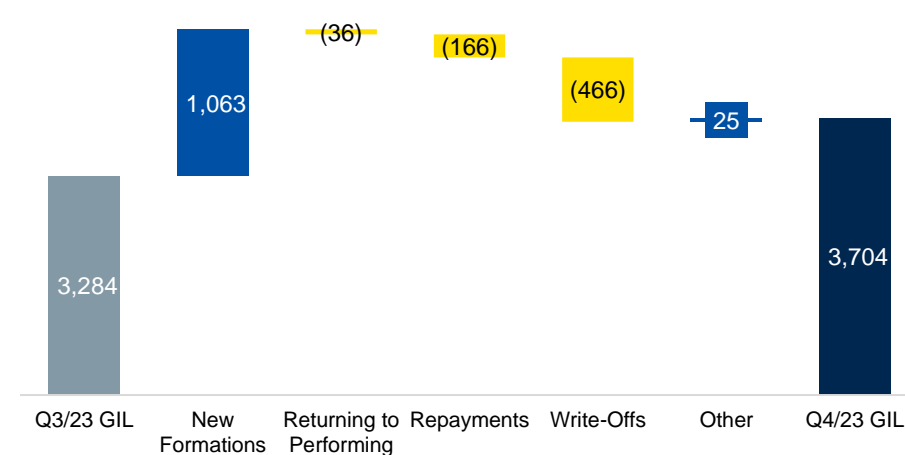 (36)
(166)
1,063
(466)
25
3,704
3,284
Q3/23 GIL
New
Formations
Returning to
Performing
Repayments
Write-Offs
Other
Q4/23 GIL